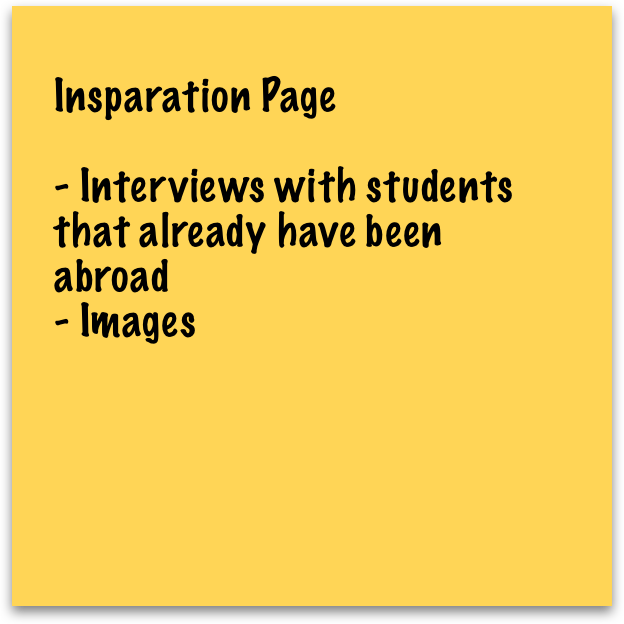 Insparation Page
- Interviews with students
that already have been
abroad
- Images